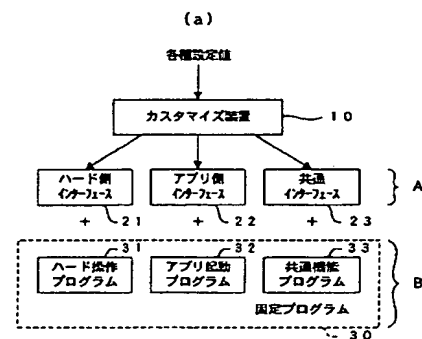 (a)
各種設定値
カスタマイズ装置
10
ハード側
インターフェース
アプリ側
インターフェース
共通
インターフェース
A
+ 21 + 22 + 23
31 32 33
ハード操作
プログラム
アプリ起動
プログラム
共通機能
プログラム
B
固定プログラム
30